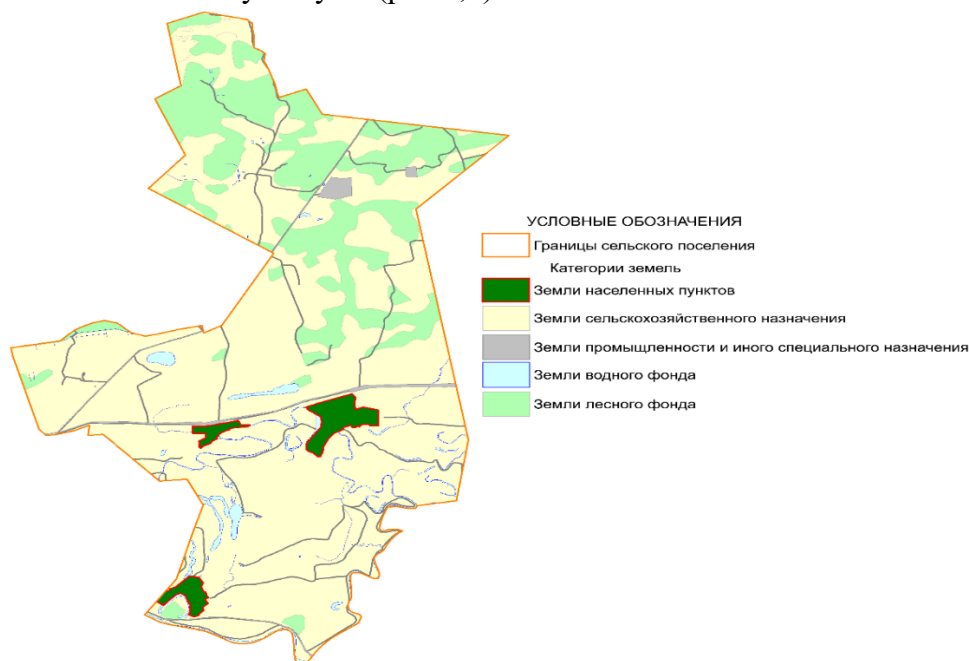 УСЛОВНЫЕ ОБОЗНАЧЕНИЯ
Границы сельского поселения
Категории земель
Земли населенных пунктов
Земли сельскохозяйственного назначения
Земли промыщленности и иного специального назначения
Земли водного фонда
Земли лесного фонда